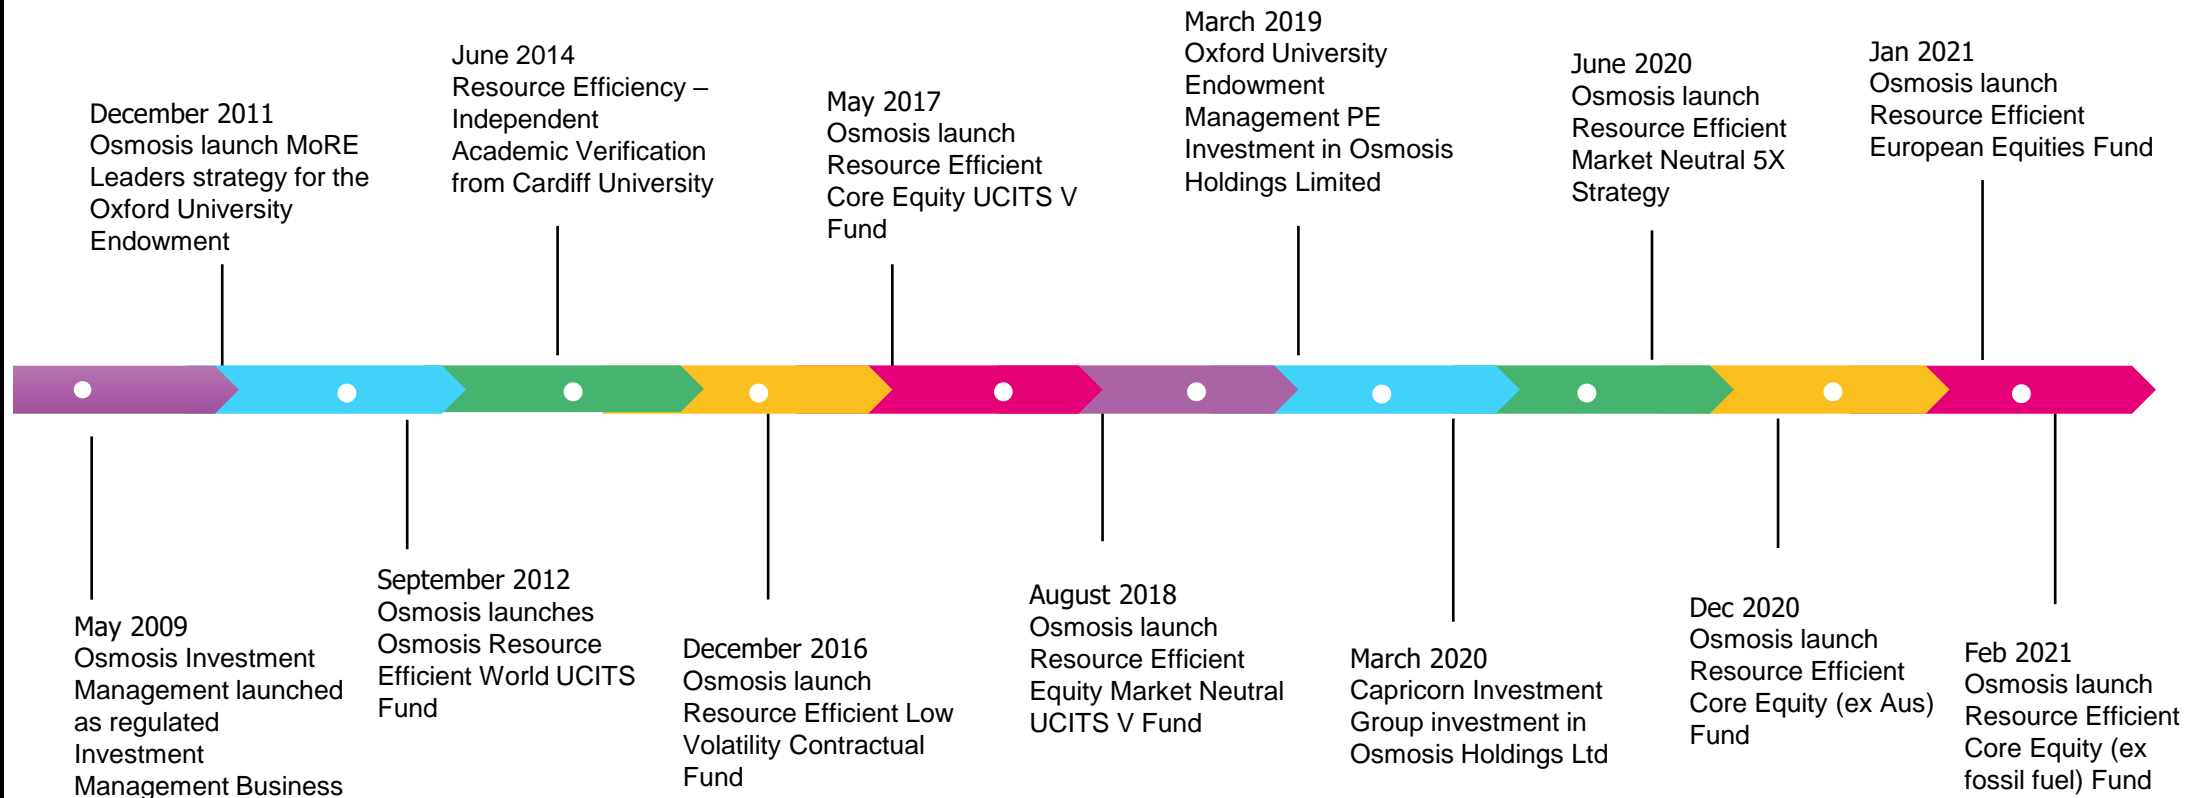 December 2011
Osmosis launch MoRE
Leaders strategy for the
Oxford University
Endowment
June 2014
Resource Efficiency –
Independent
Academic Verification
from Cardiff University
May 2017
Osmosis launch
Resource Efficient
Core Equity UCITS V
Fund
March 2019
Oxford University
Endowment
Management PE
Investment in Osmosis
Holdings Limited
June 2020
Osmosis launch
Resource Efficient
Market Neutral 5X
Strategy
Jan 2021
Osmosis launch
Resource Efficient
European Equities Fund
May 2009
Osmosis Investment
Management launched
as regulated
Investment
Management Business
September 2012
Osmosis launches
Osmosis Resource
Efficient World UCITS
Fund
December 2016
Osmosis launch
Resource Efficient Low
Volatility Contractual
Fund
August 2018
Osmosis launch
Resource Efficient
Equity Market Neutral
UCITS V Fund
March 2020
Capricorn Investment
Group investment in
Osmosis Holdings Ltd
Dec 2020
Osmosis launch
Resource Efficient
Core Equity (ex Aus)
Fund
Feb 2021
Osmosis launch
Resource Efficient
Core Equity (ex
fossil fuel) Fund